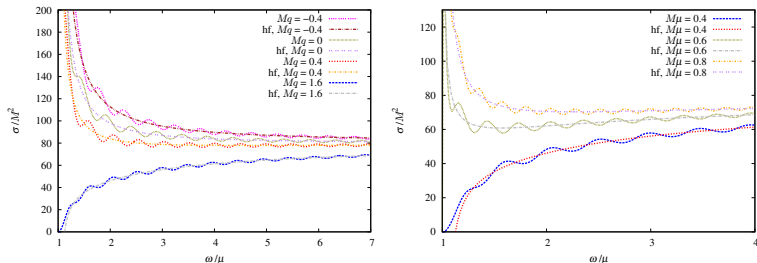 200
180
160
140
120
100
80
60
40
20
0
σ/M²
1 2 3 4 5 6 7
ω/μ
Mq = −0.4
hf, Mq = −0.4
Mq = 0
hf, Mq = 0
Mq = 0.4
hf, Mq = 0.4
Mq = 1.6
hf, Mq = 1.6
120
100
80
60
40
20
0
σ/M²
1 2 3 4
ω/μ
Mμ = 0.4
hf, Mμ = 0.4
Mμ = 0.6
hf, Mμ = 0.6
Mμ = 0.8
hf, Mμ = 0.8